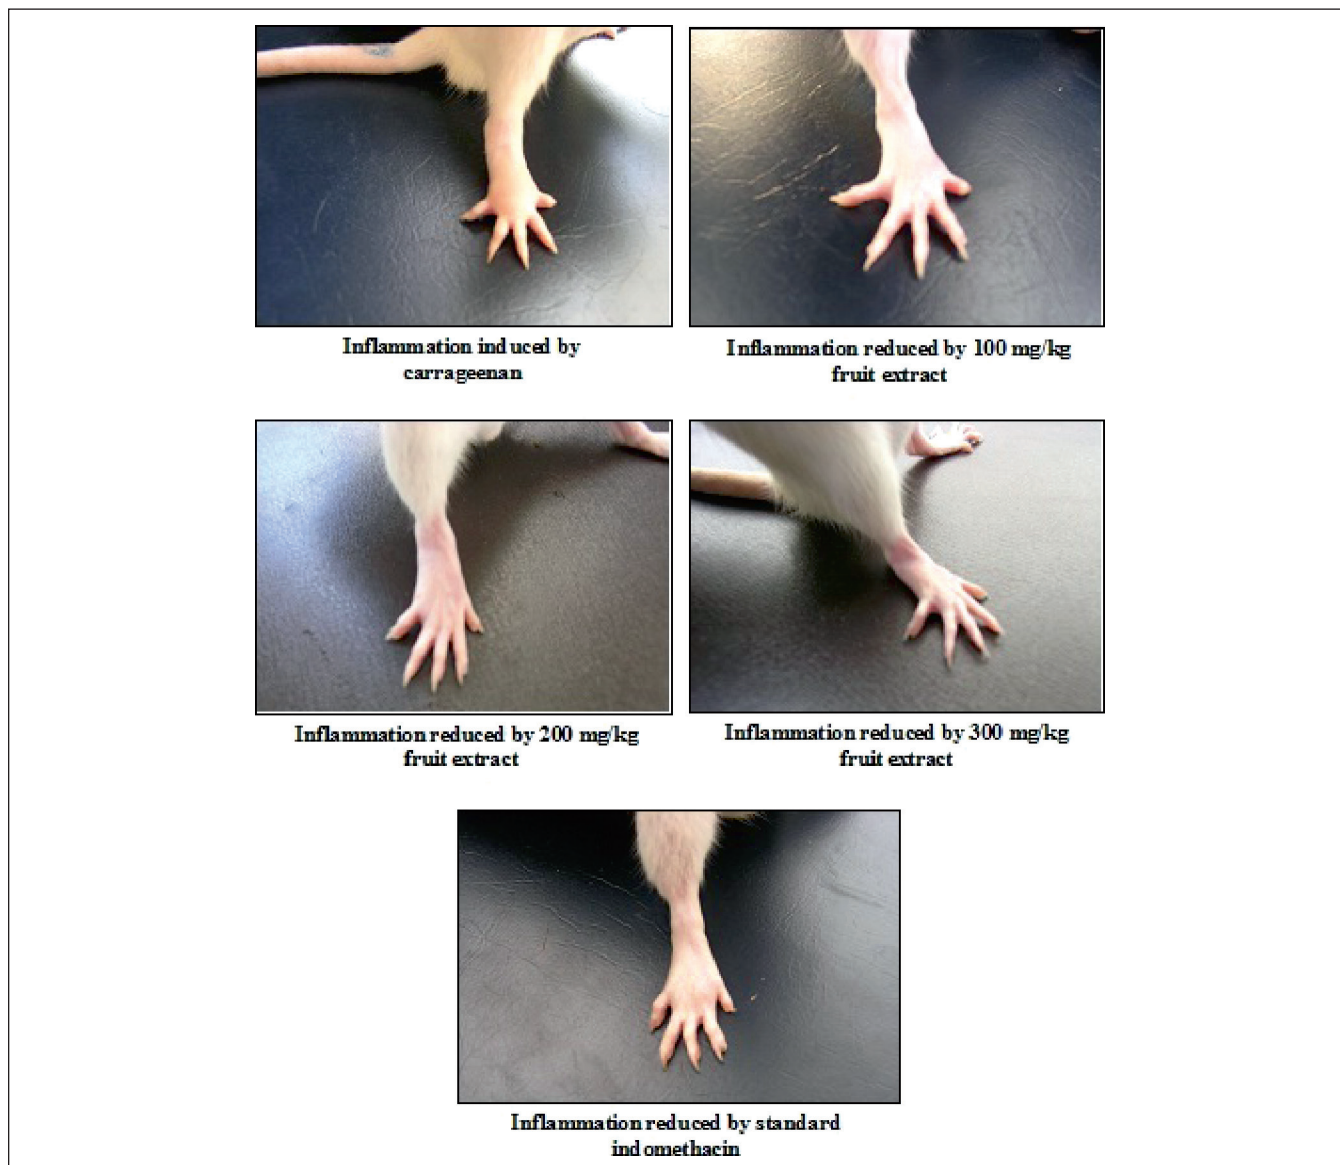 Inflammation induced by
carrageenan
Inflammation reduced by 100 mg/kg
fruit extract
Inflammation reduced by 200 mg/kg
fruit extract
Inflammation reduced by 300 mg/kg
fruit extract
Inflammation reduced by standard
indomethacin